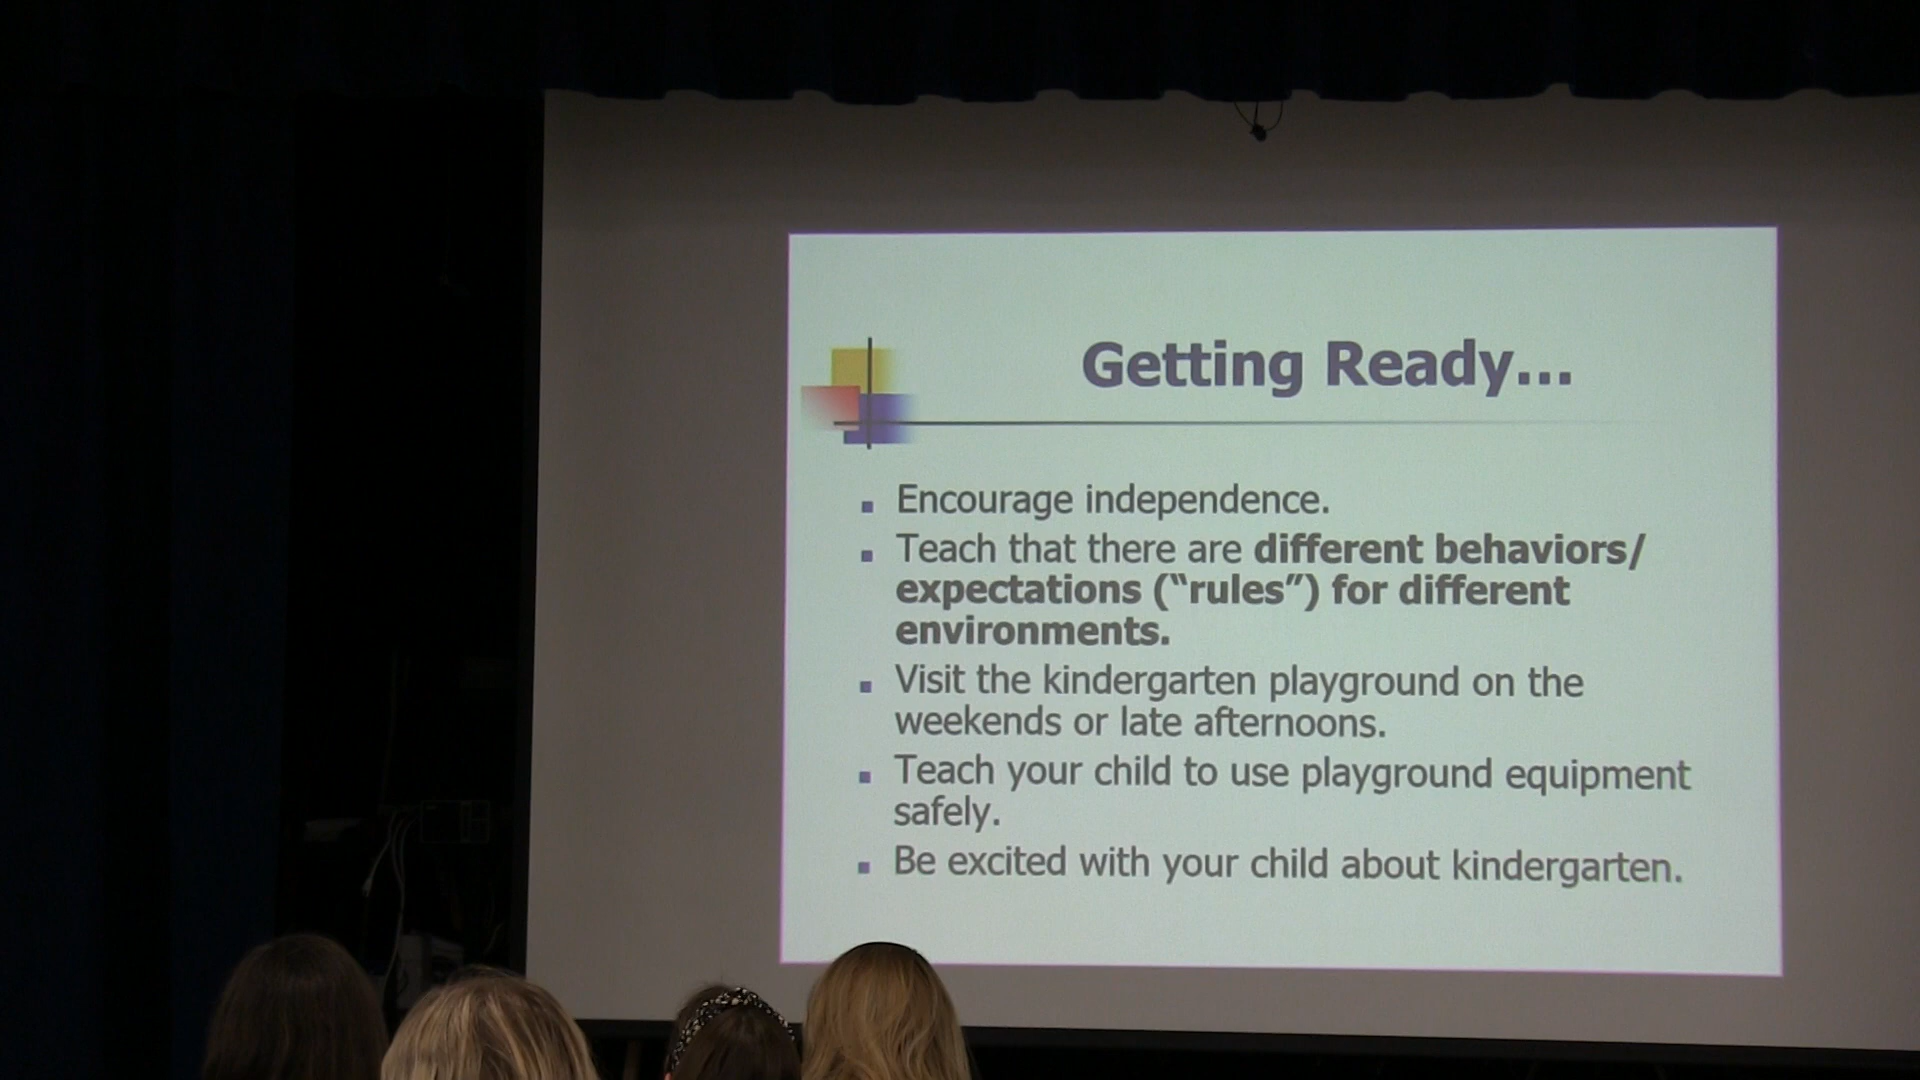 Getting Ready...
Encourage independence.
Teach that there are different behaviors/
expectations (“rules”) for different
environments.
Visit the kindergarten playground on the
weekends or late afternoons.
Teach your child to use playground equipment
safely.
Be excited with your child about kindergarten.